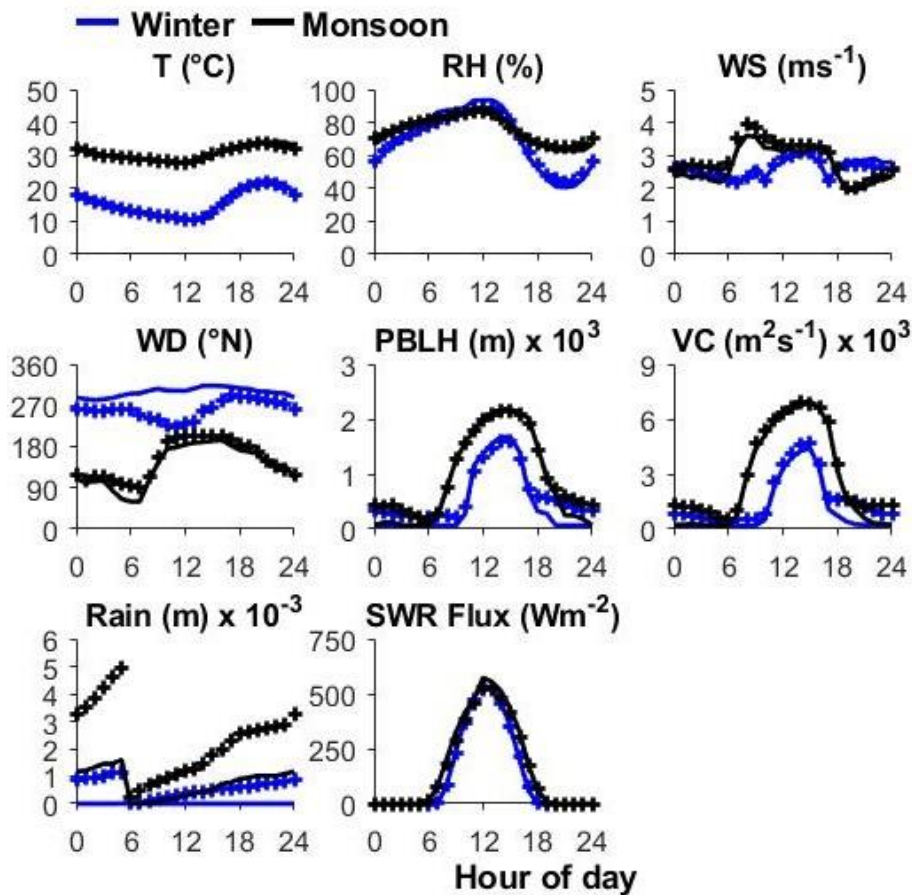 Winter Monsoon
T (°C) RH (%) WS (ms⁻¹)
50 100 5
40 80 4
30 60 3
20 40 2
10 20 1
0 0 0
0 6 12 18 24 0 6 12 18 24 0 6 12 18 24
WD (°N) PBLH (m) x 10³ VC (m²s⁻¹) x 10³
360 3 9
270 2 6
180 1 3
90 0 0
0
0 6 12 18 24 0 6 12 18 24 0 6 12 18 24
Rain (m) x 10⁻³ SWR Flux (Wm⁻²)
6 750
5 500
4 250
3 0
2
1
0
0 6 12 18 24 0 6 12 18 24
Hour of day